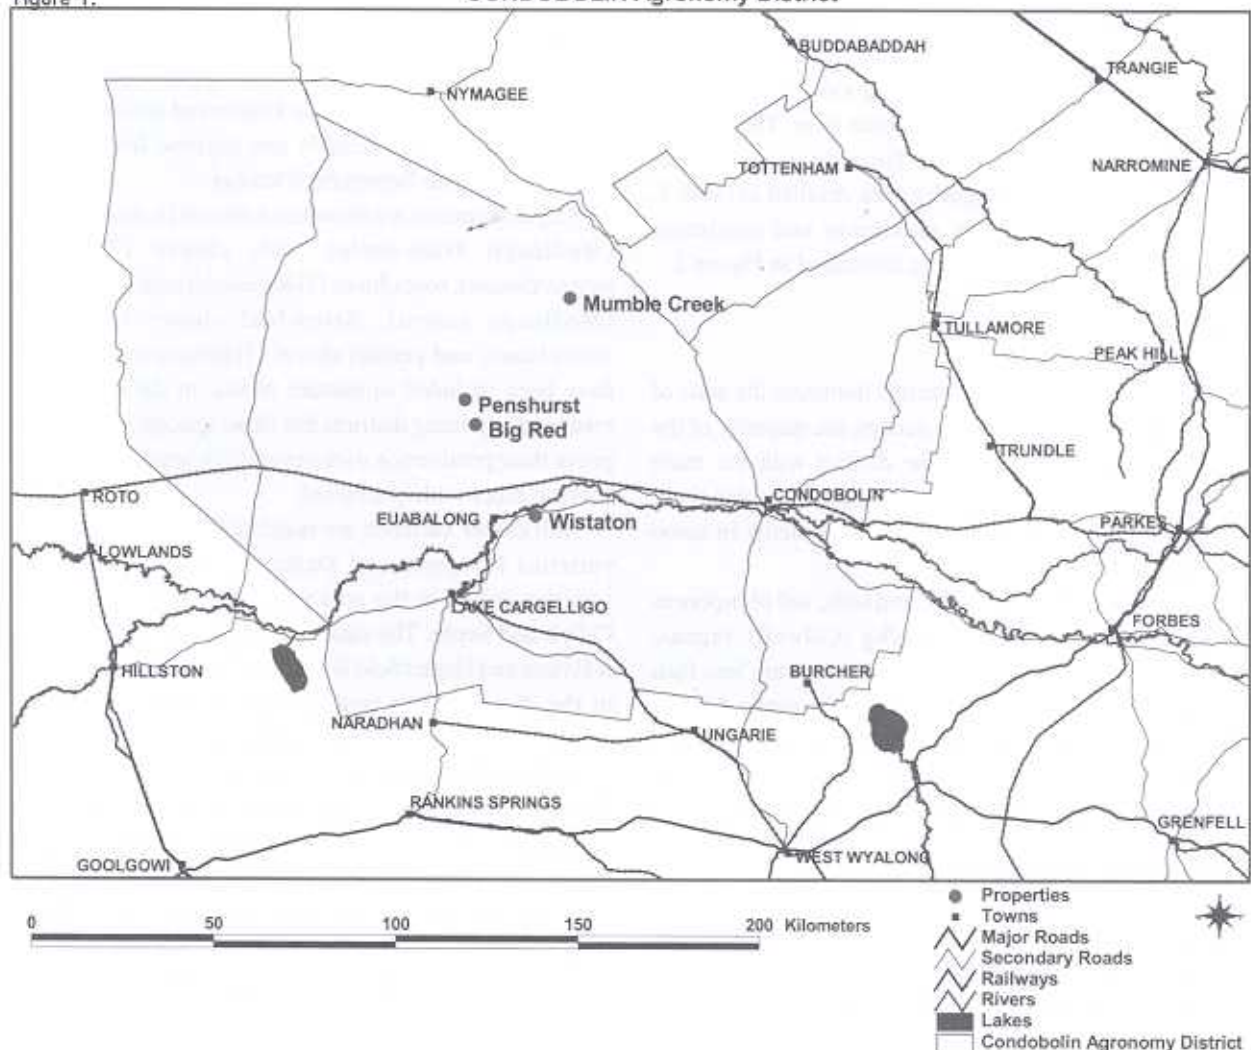 Figure 1.
CONDOBOLIN Agronomy District
BUDDABADDAH
TRANGIE
NYMAGEE
TOTTENHAM
NARROMINE
Mumble Creek
TULLAMORE
PEAK HILL
Penshurst
Big Red
TRUNDLE
ROTO
CONDOBOLIN
EUABALONG
Wistaton
PARKES
LOWLANDS
LAKE CARGELLIGO
FORBES
HILLSTON
BURCHER
NARADHAN
UNGARIE
RANKINS SPRINGS
GRENFELL
GOOLGOWI
WEST WYALONG
0 50 100 150 200 Kilometers
Properties
Towns
Major Roads
Secondary Roads
Railways
Rivers
Lakes
Condobolin Agronomy District